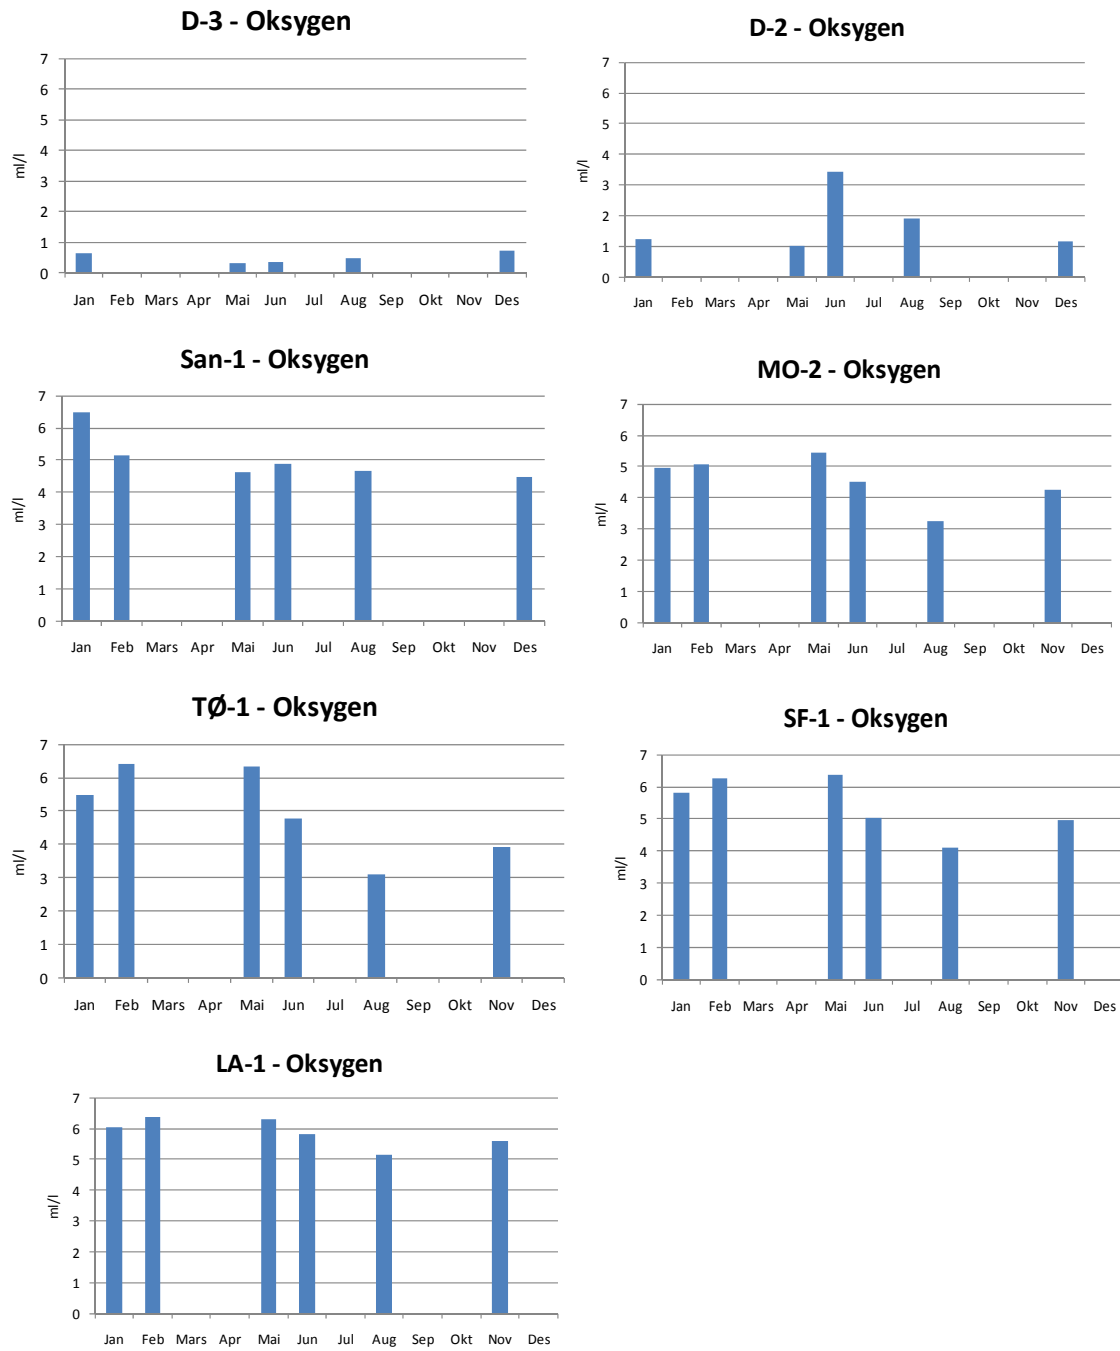 D-3 - Oksygen
7
6
5
4
3
2
1
0
ml/l
Jan Feb Mars Apr Mai Jun Jul Aug Sep Okt Nov Des
D-2 - Oksygen
7
6
5
4
3
2
1
0
ml/l
Jan Feb Mars Apr Mai Jun Jul Aug Sep Okt Nov Des
San-1 - Oksygen
7
6
5
4
3
2
1
0
ml/l
Jan Feb Mars Apr Mai Jun Jul Aug Sep Okt Nov Des
MO-2 - Oksygen
7
6
5
4
3
2
1
0
ml/l
Jan Feb Mars Apr Mai Jun Jul Aug Sep Okt Nov Des
TØ-1 - Oksygen
7
6
5
4
3
2
1
0
ml/l
Jan Feb Mars Apr Mai Jun Jul Aug Sep Okt Nov Des
SF-1 - Oksygen
7
6
5
4
3
2
1
0
ml/l
Jan Feb Mars Apr Mai Jun Jul Aug Sep Okt Nov Des
LA-1 - Oksygen
7
6
5
4
3
2
1
0
ml/l
Jan Feb Mars Apr Mai Jun Jul Aug Sep Okt Nov Des